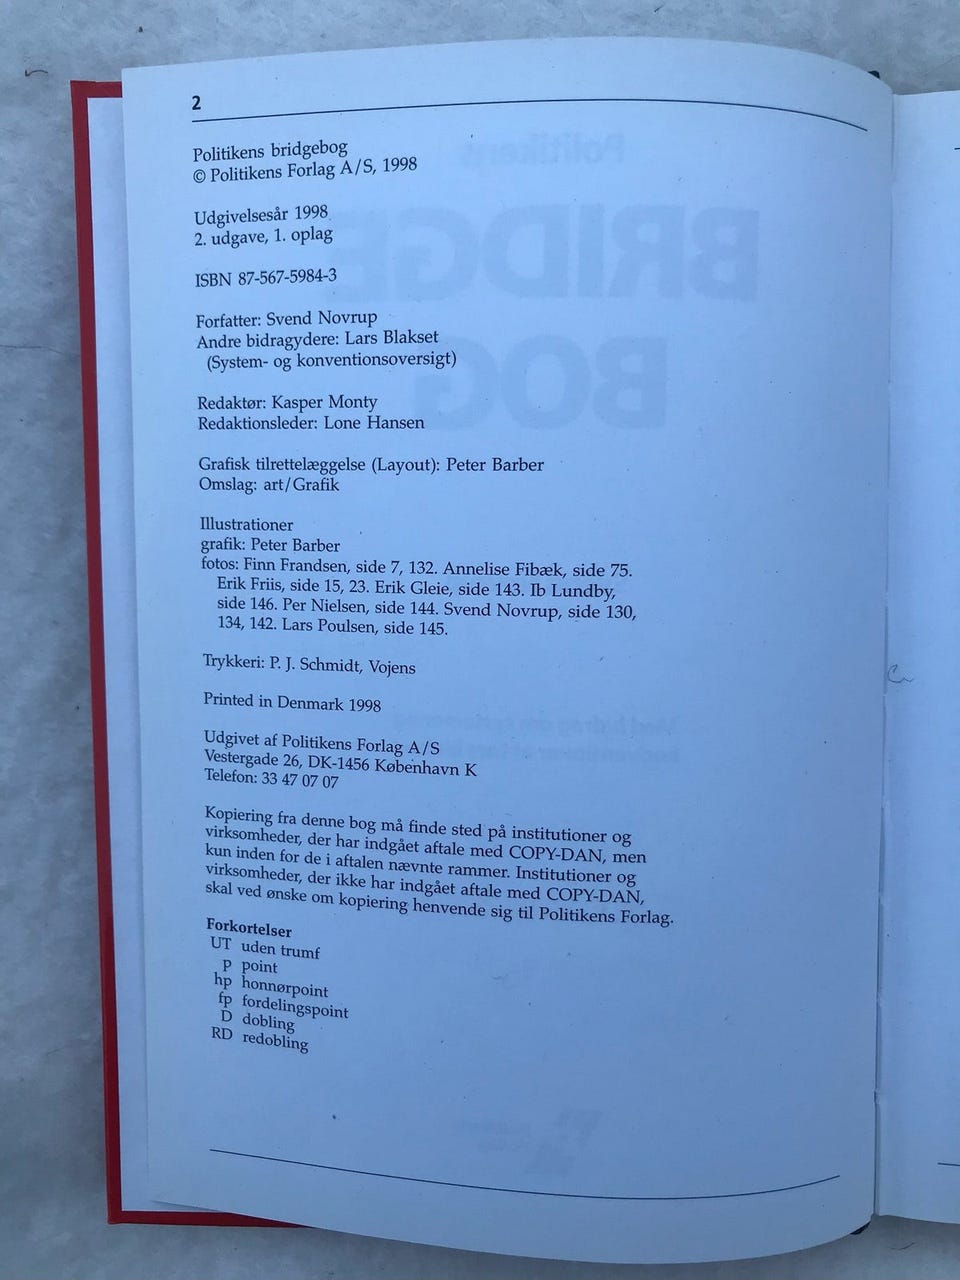 2
Politikens bridgebog
© Politikens Forlag A/S, 1998
Udgivelsesår 1998
2. udgave, 1. oplag
ISBN 87-567-5984-3
Forfatter: Svend Novrup
Andre bidragydere: Lars Blakset
(System- og konventionsoversigt)
Redaktør: Kasper Monty
Redaktionsleder: Lone Hansen
Grafisk tilrettelæggelse (Layout): Peter Barber
Omslag: art/Grafik
Illustrationer
grafik: Peter Barber
fotos: Finn Frandsen, side 7, 132. Annelise Fibæk, side 75.
Erik Friis, side 15, 23. Erik Gleie, side 143. Ib Lundby,
side 146. Per Nielsen, side 144. Svend Novrup, side 130,
134, 142. Lars Poulsen, side 145.
Trykkeri: P. J. Schmidt, Vojens
Printed in Denmark 1998
Udgivet af Politikens Forlag A/S
Vestergade 26, DK-1456 København K
Telefon: 33 47 07 07
Kopiering fra denne bog må finde sted på institutioner og
virksomheder, der har indgået aftale med COPY-DAN, men
kun inden for de i aftalen nævnte rammer. Institutioner og
virksomheder, der ikke har indgået aftale med COPY-DAN,
skal ved ønske om kopiering henvende sig til Politikens Forlag.
Forkortelser
UT uden trumf
P point
hp honnørpoint
fp fordelingspoint
D dobling
RD redobling
Politikens
BRIDGE
BOG